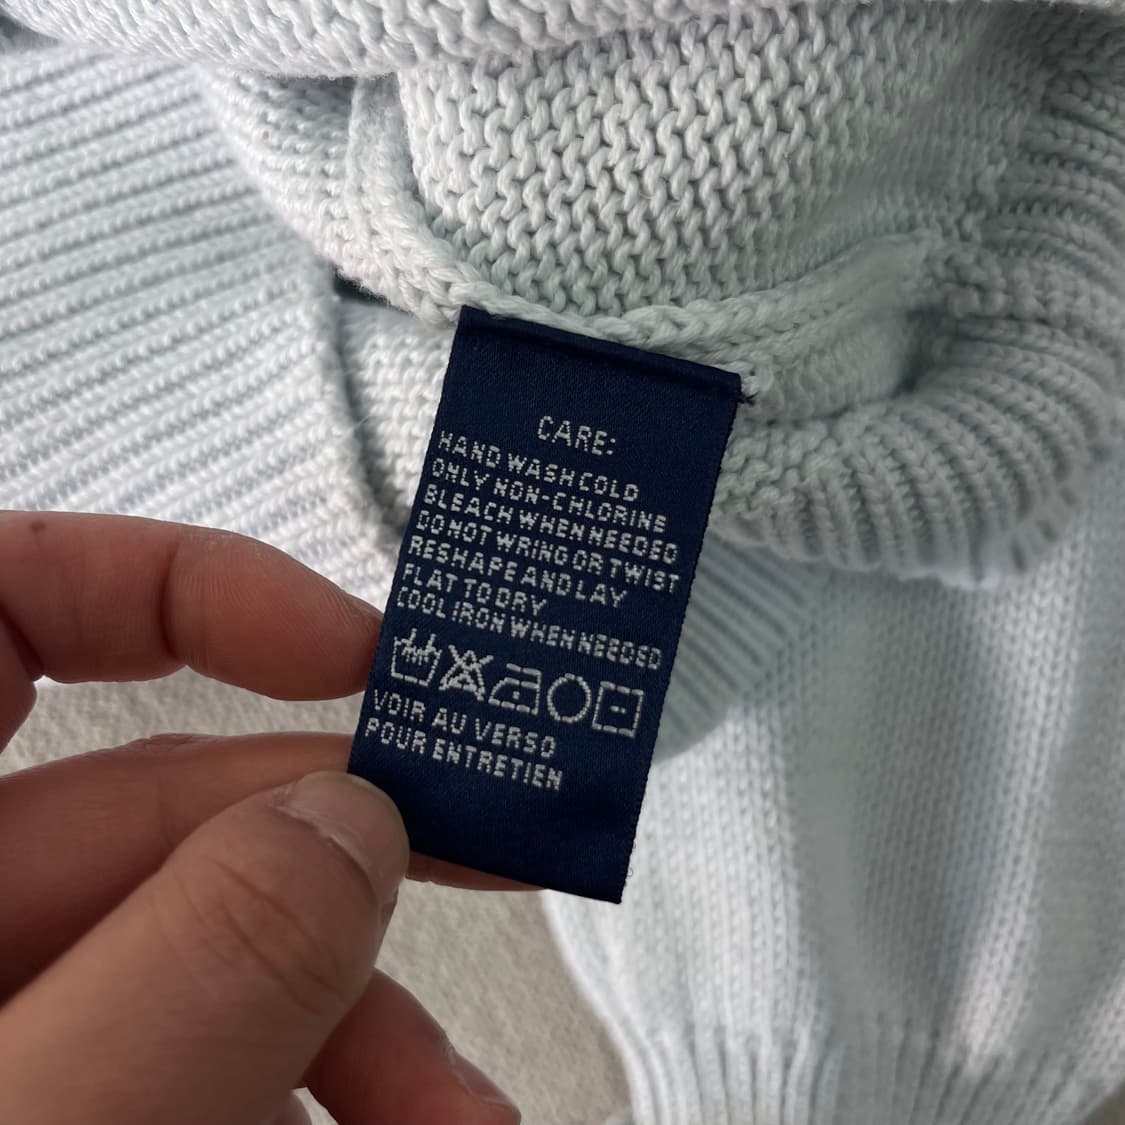 CARE:
HAND WASH COLD
ONLY NON-CHLORINE
BLEACH WHEN NEEDED
DO NOT WRING OR TWIST
RESHAPE AND LAY
FLAT TO DRY
COOL IRON WHEN NEEDED
VOIR AU VERSO
POUR ENTRETIEN